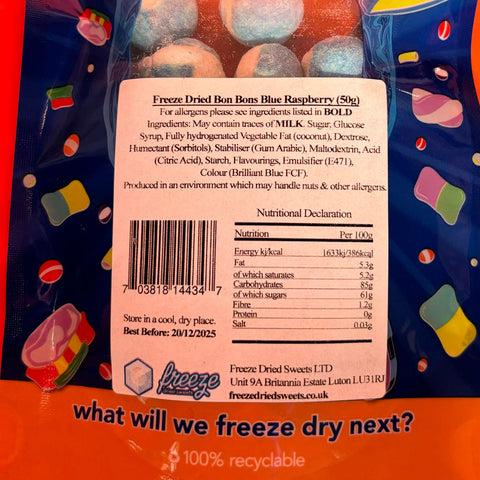 Freeze Dried Bon Bons Blue Raspberry (50g)
For allergens please see ingredients listed in BOLD
Ingredients: May contain traces of MILK. Sugar, Glucose
Syrup, Fully hydrogenated Vegetable Fat (coconut), Dextrose,
Humectant (Sorbitols), Stabiliser (Gum Arabic), Maltodextrin, Acid
(Citric Acid), Starch, Flavourings, Emulsifier (E471),
Colour (Brilliant Blue FCF).
Produced in an environment which may handle nuts & other allergens.
Nutritional Declaration
Nutrition Per 100g
Energy kj/kcal 1633kj/386kcal
Fat 5.3g
of which saturates 5.2g
Carbohydrates 85g
of which sugars 61g
Fibre 1.2g
Protein 0g
Salt 0.03g
7 03818 14434 7
Store in a cool, dry place.
Best Before: 20/12/2025
freeze
dried sweets
Freeze Dried Sweets LTD
Unit 9A Britannia Estate Luton LU31RJ
freezedriedsweets.co.uk
what will we freeze dry next?
100% recyclable